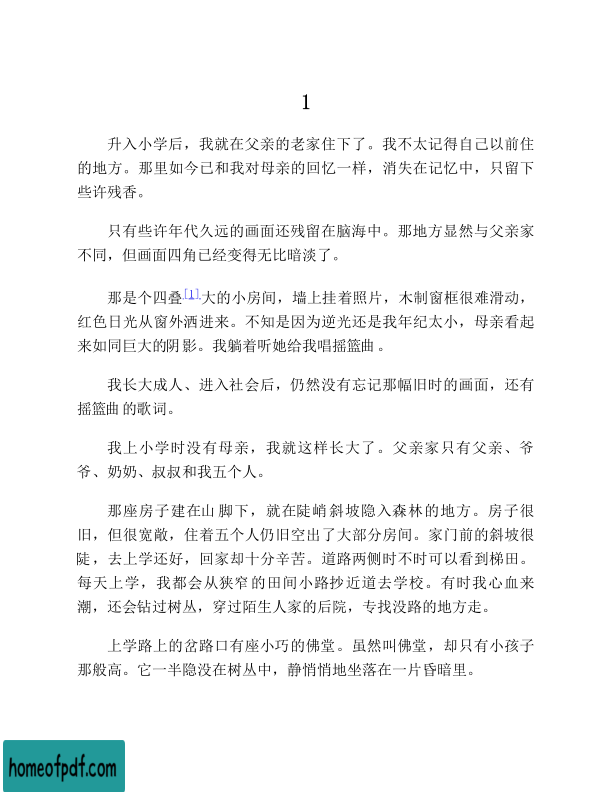 1
升入小学后，我就在父亲的老家住下了。我不太记得自己以前住
的地方。那里如今已和我对母亲的回忆一样，消失在记忆中，只留下
些许残香。
只有些许年代久远的画面还残留在脑海中。那地方显然与父亲家
不同，但画面四角已经变得无比暗淡了。
那是个四叠[1]大的小房间，墙上挂着照片，木制窗框很难滑动，
红色日光从窗外洒进来。不知是因为逆光还是我年纪太小，母亲看起
来如同巨大的阴影。我躺着听她给我唱摇篮曲。
我长大成人、进入社会后，仍然没有忘记那幅旧时的画面，还有
摇篮曲的歌词。
我上小学时没有母亲，我就这样长大了。父亲家只有父亲、爷
爷、奶奶、叔叔和我五个人。
那座房子建在山脚下，就在陡峭斜坡隐入森林的地方。房子很
旧，但很宽敞，住着五个人仍旧空出了大部分房间。家门前的斜坡很
陡，去上学还好，回家却十分辛苦。道路两侧时不时可以看到梯田。
每天上学，我都会从狭窄的田间小路抄近道去学校。有时我心血来
潮，还会钻过树丛，穿过陌生人家的后院，专找没路的地方走。
上学路上的岔路口有座小巧的佛堂。虽然叫佛堂，却只有小孩子
那般高。它一半隐没在树丛中，静悄悄地坐落在一片昏暗里。
homeofpdf.com